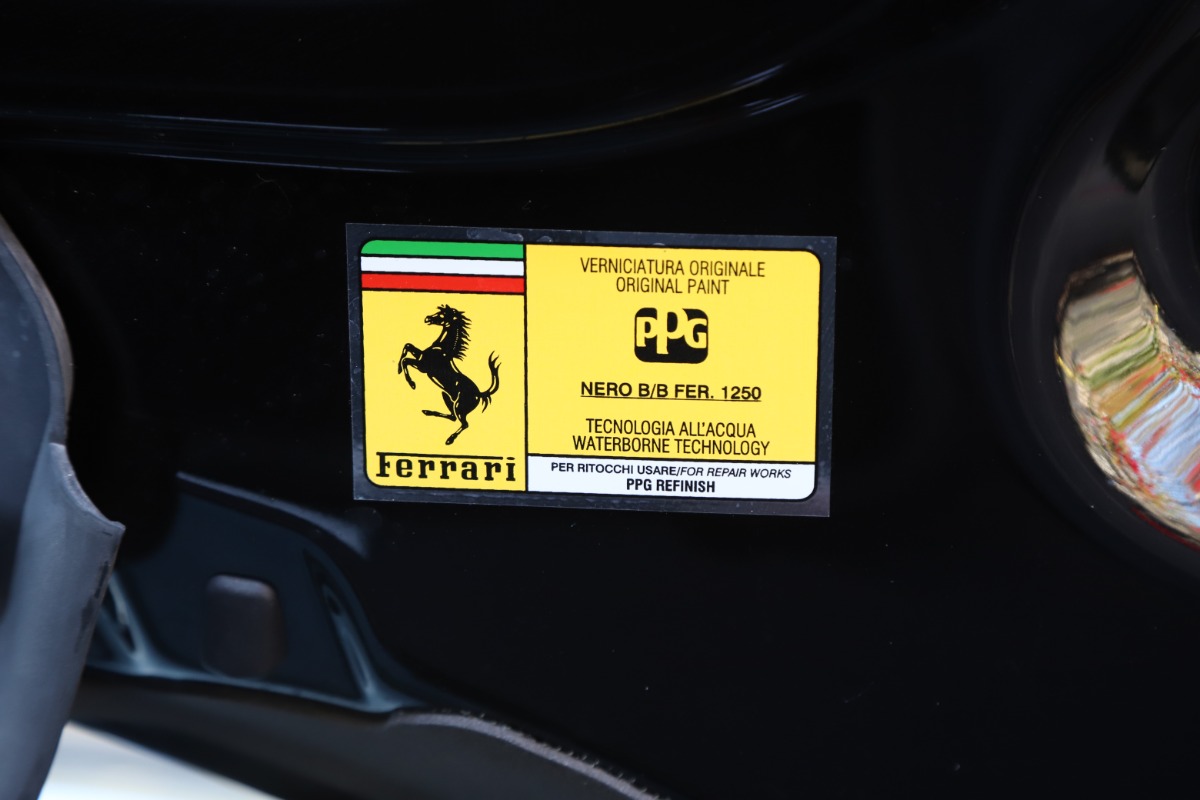 VERNICIATURA ORIGINALE
ORIGINAL PAINT
PPG
NERO B/B FER. 1250
TECNOLOGIA ALL'ACQUA
WATERBORNE TECHNOLOGY
Ferrari
PER RITOCCHI USARE/FOR REPAIR WORKS
PPG REFINISH